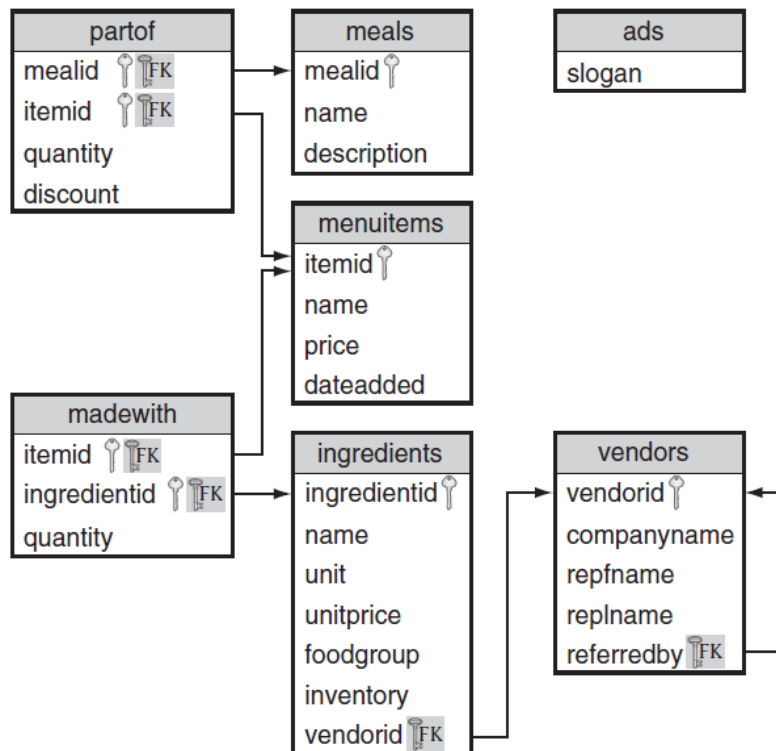 partof
mealid FK
itemid FK
quantity
discount
meals
mealid
name
description
ads
slogan
menuitems
itemid
name
price
dateadded
madewith
itemid FK
ingredientid FK
quantity
ingredients
ingredientid
name
unit
unitprice
foodgroup
inventory
vendorid FK
vendors
vendorid
companyname
repfname
replname
referredby FK